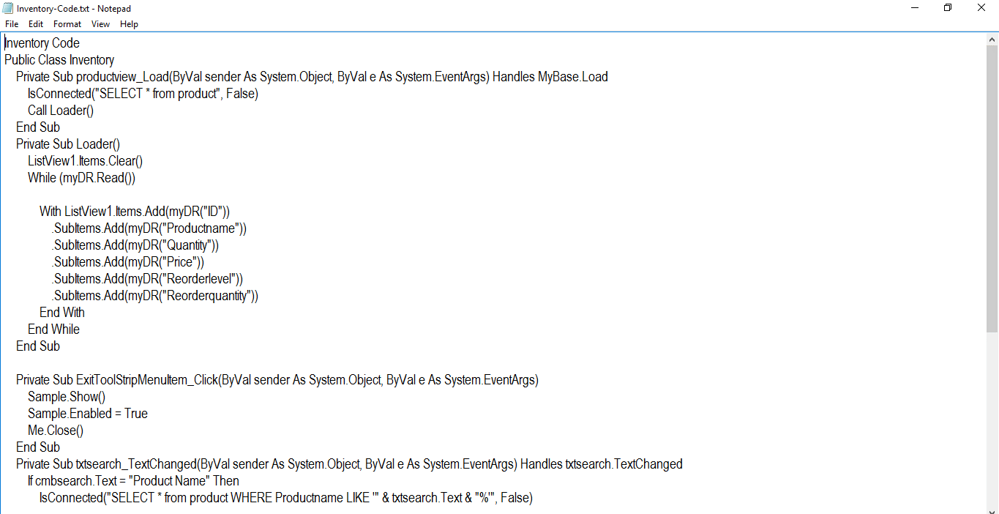 Inventory-Code.txt - Notepad
File Edit Format View Help
Inventory Code
Public Class Inventory
    Private Sub productview_Load(ByVal sender As System.Object, ByVal e As System.EventArgs) Handles MyBase.Load
        IsConnected("SELECT * from product", False)
        Call Loader()
    End Sub
    Private Sub Loader()
        ListView1.Items.Clear()
        While (myDR.Read())

            With ListView1.Items.Add(myDR("ID"))
                .SubItems.Add(myDR("Productname"))
                .SubItems.Add(myDR("Quantity"))
                .SubItems.Add(myDR("Price"))
                .SubItems.Add(myDR("Reorderlevel"))
                .SubItems.Add(myDR("Reorderquantity"))
            End With
        End While
    End Sub

    Private Sub ExitToolStripMenuItem_Click(ByVal sender As System.Object, ByVal e As System.EventArgs)
        Sample.Show()
        Sample.Enabled = True
        Me.Close()
    End Sub
    Private Sub txtsearch_TextChanged(ByVal sender As System.Object, ByVal e As System.EventArgs) Handles txtsearch.TextChanged
        If cmbsearch.Text = "Product Name" Then
            IsConnected("SELECT * from product WHERE Productname LIKE '" & txtsearch.Text & "%'", False)